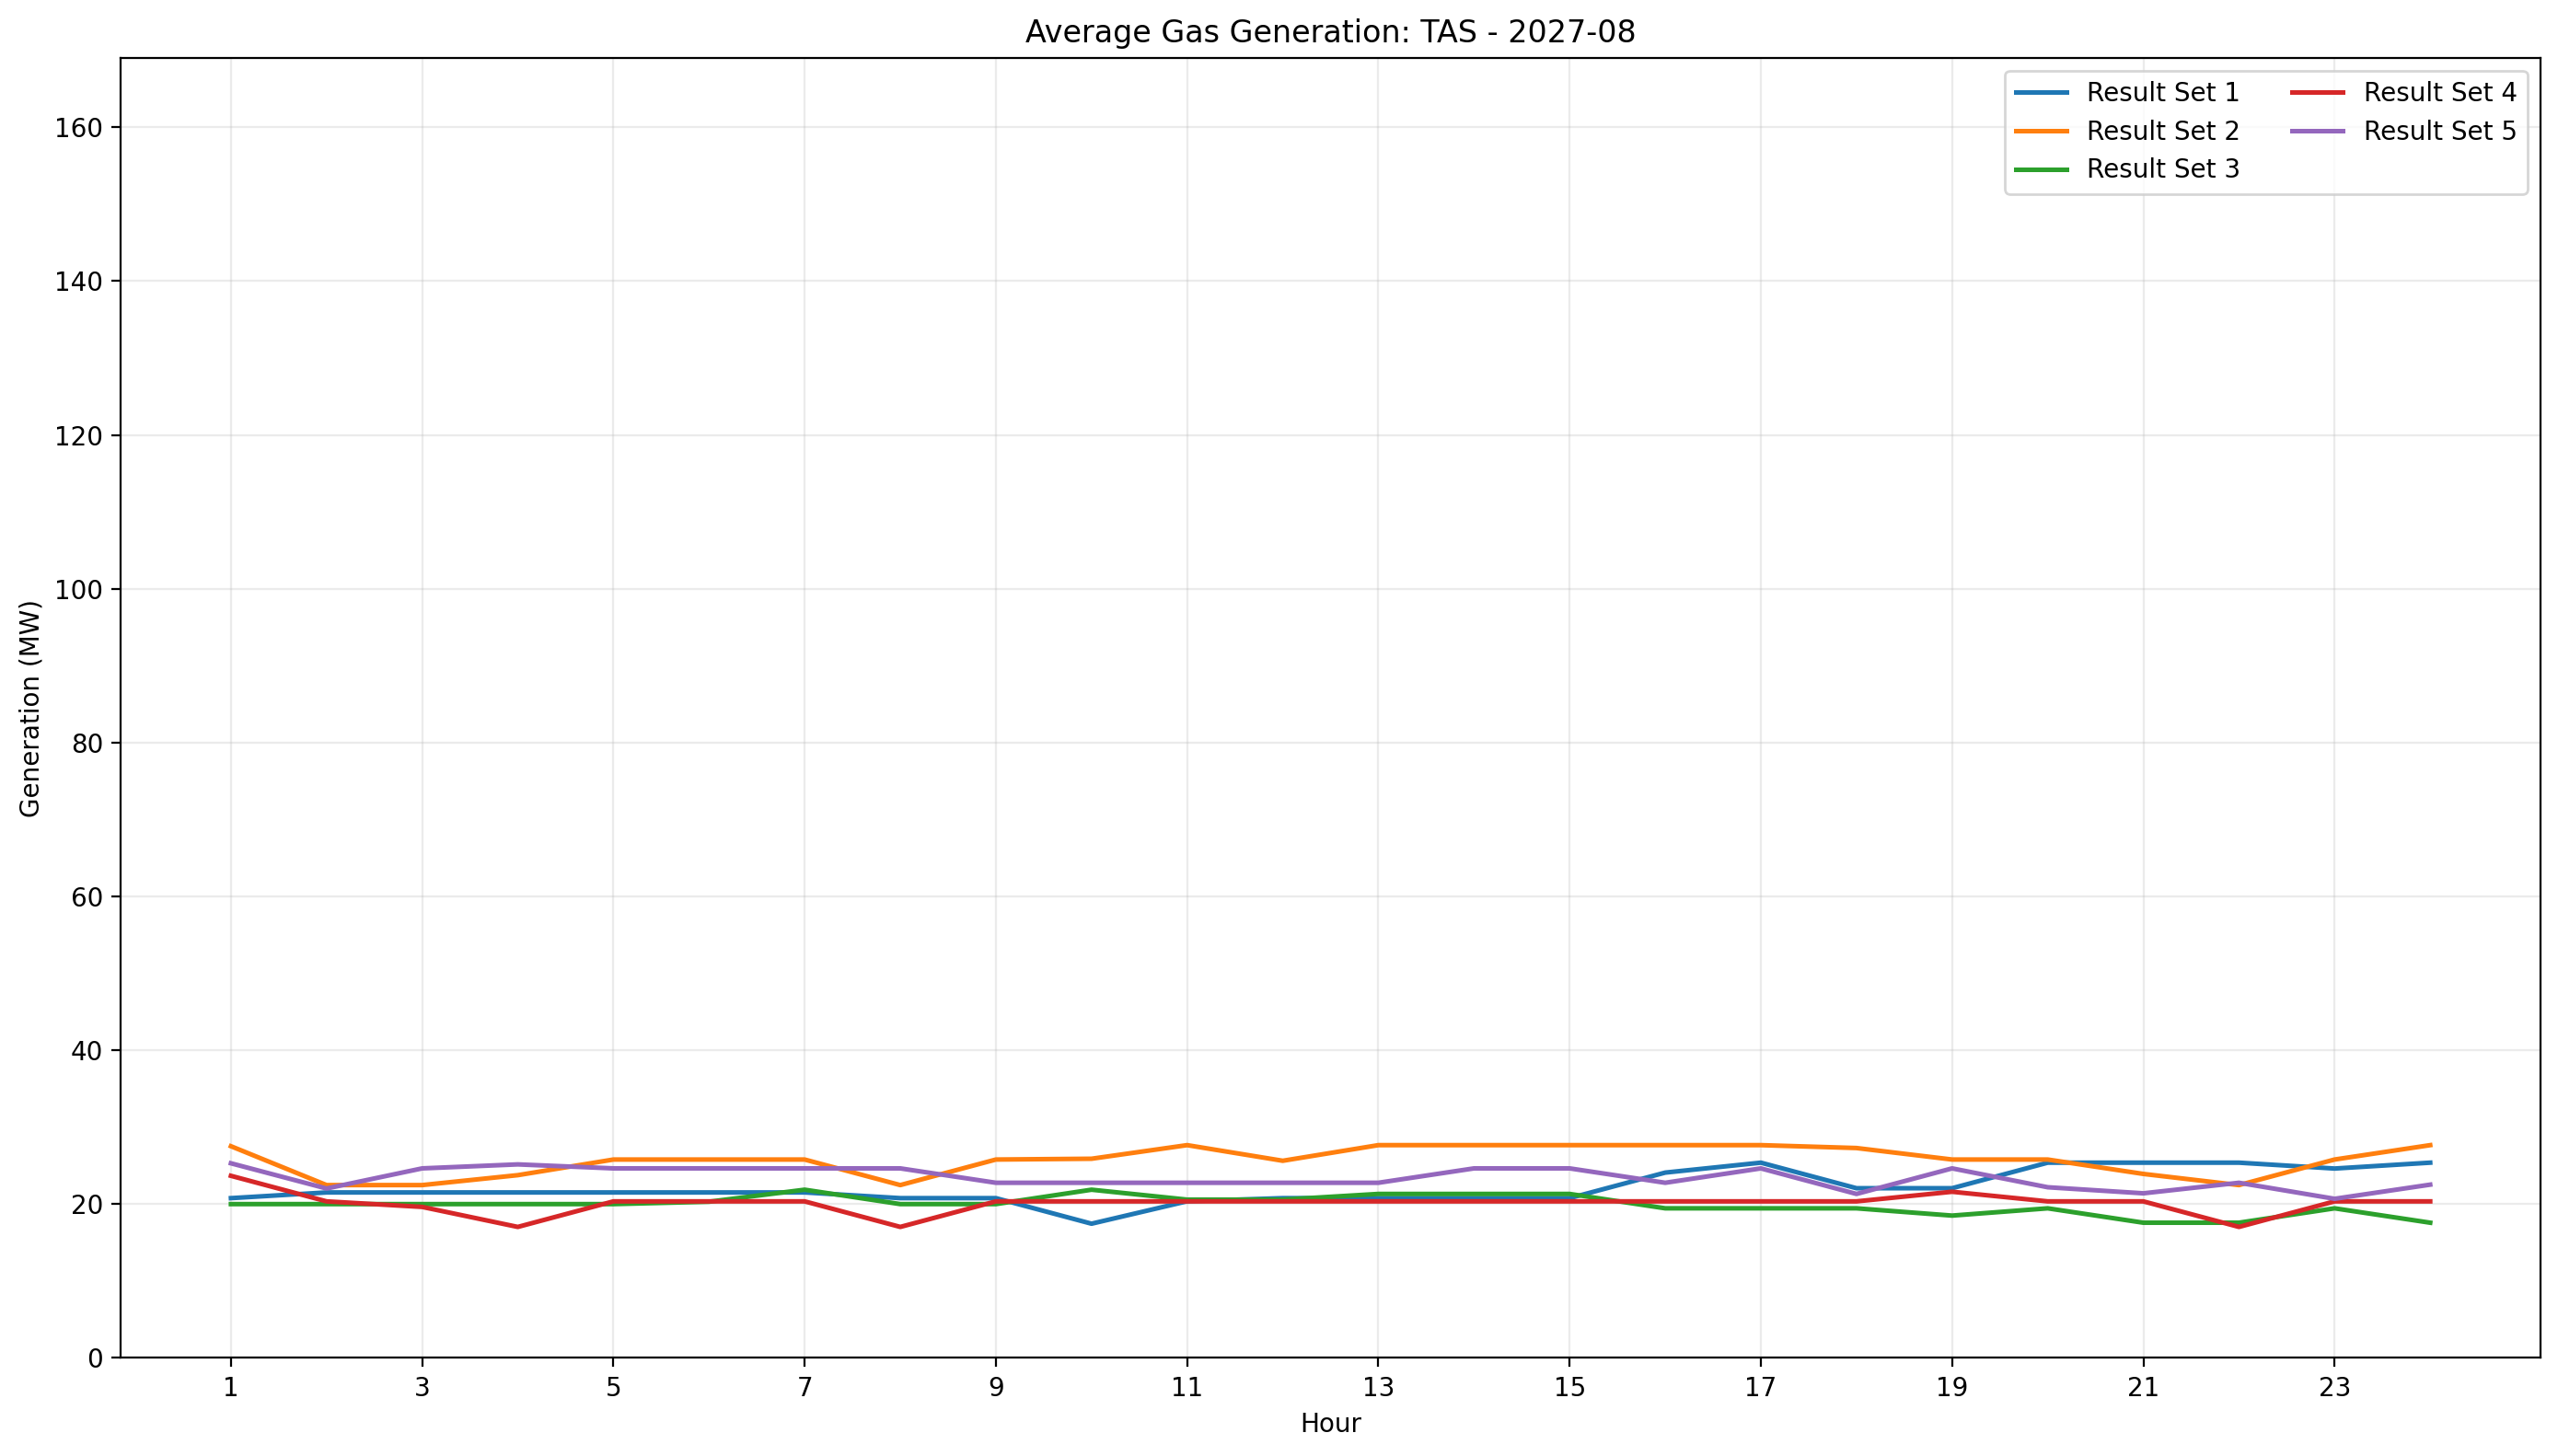 Average Gas Generation: TAS - 2027-08
Result Set 1
Result Set 2
Result Set 3
Result Set 4
Result Set 5
Generation (MW)
160
140
120
100
80
60
40
20
0
1 3 5 7 9 11 13 15 17 19 21 23
Hour